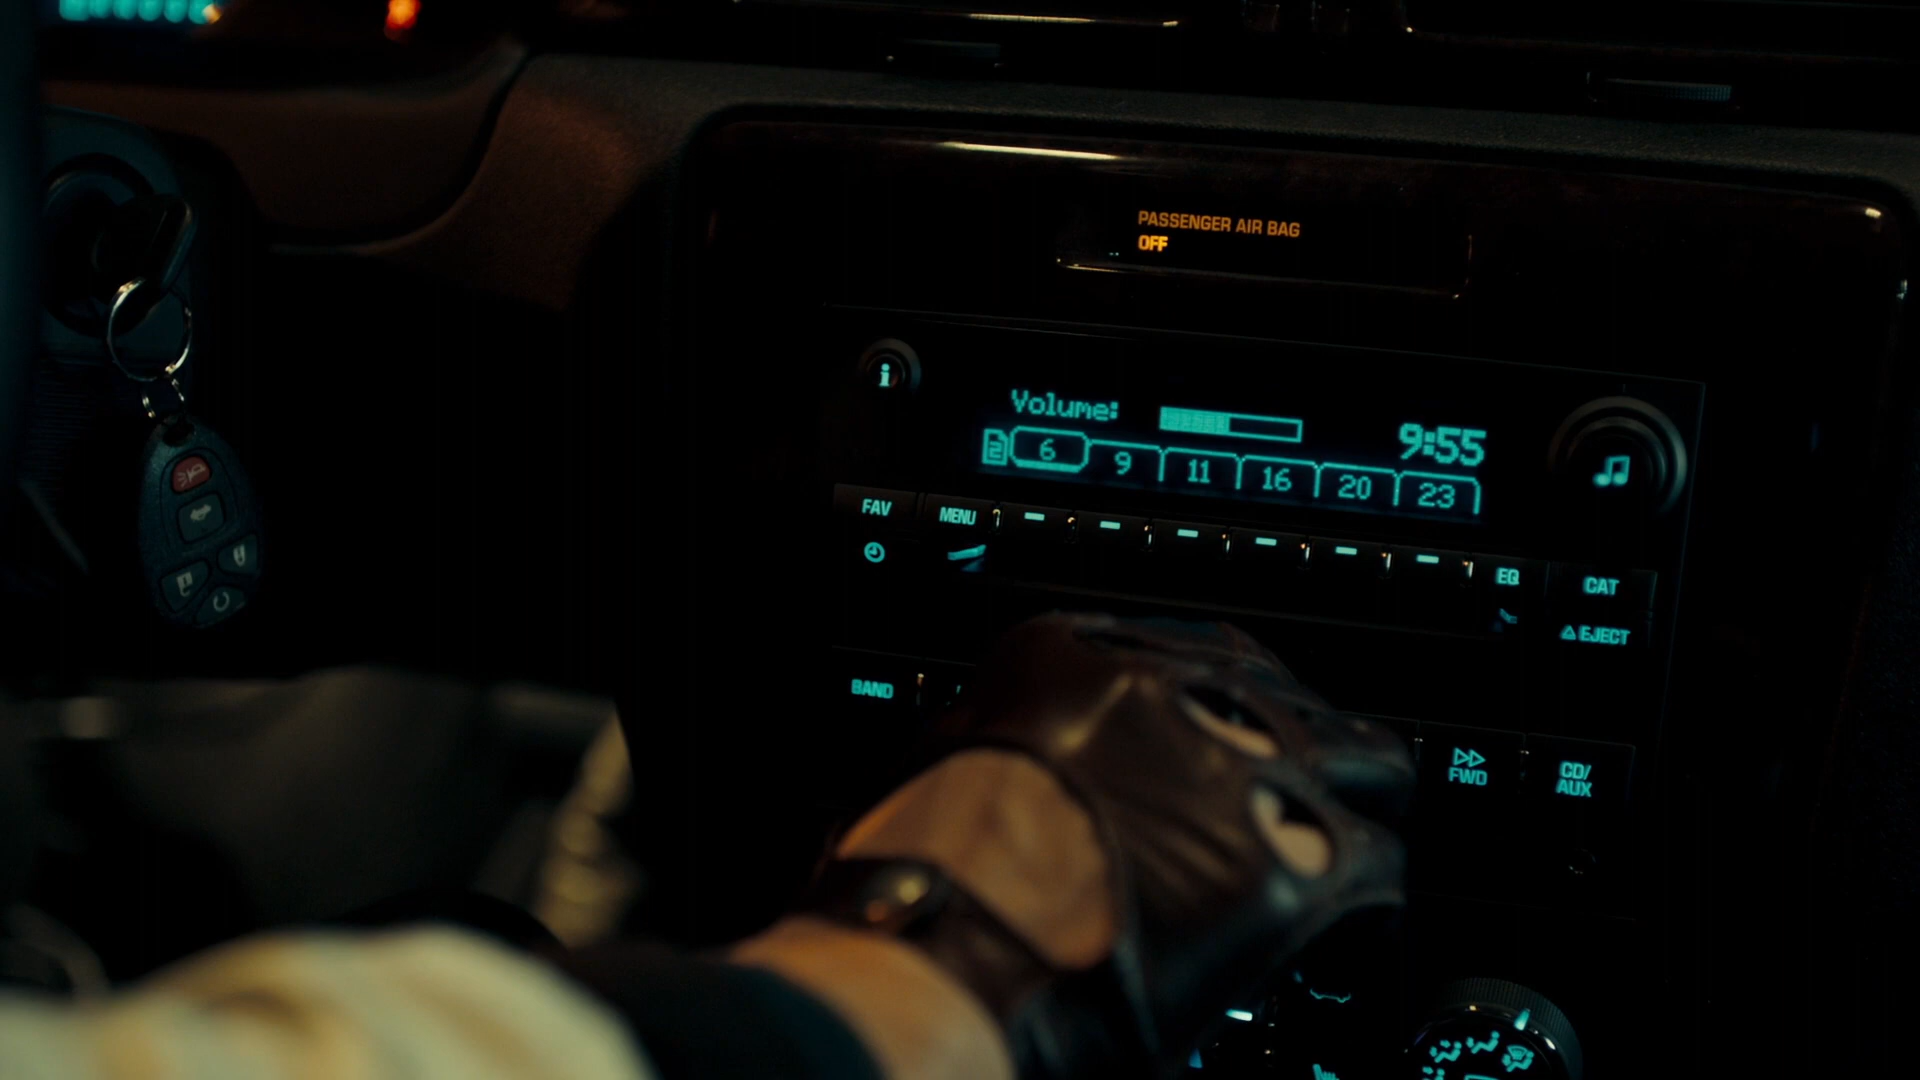 PASSENGER AIR BAG
OFF
i
Volume:
9:55
2 6 9 11 16 20 23
FAV
MENU
EQ
CAT
EJECT
BAND
FWD
CD/
AUX